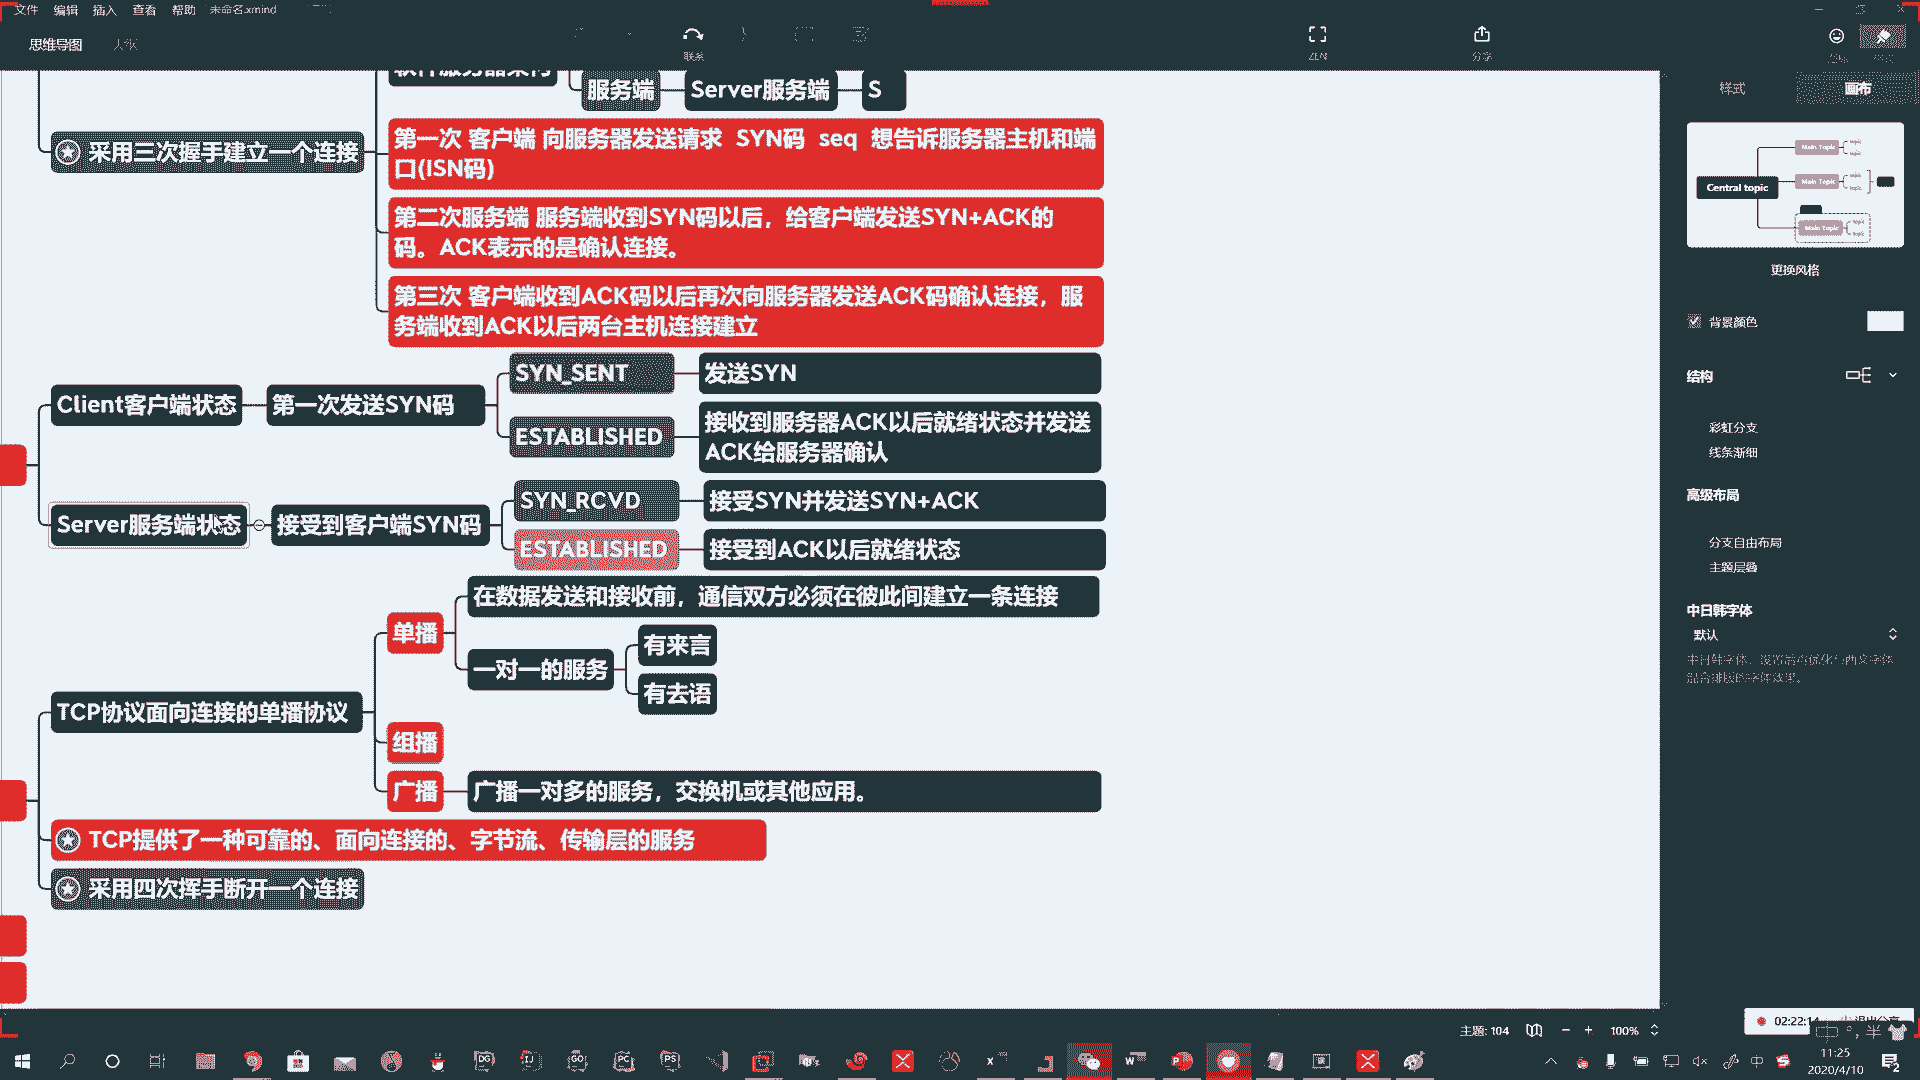 文件 编辑 插入 查看 帮助 未命名.xmind
思维导图 大纲
联系
ZEN
分享
服务端 Server服务端 S
采用三次握手建立一个连接
第一次 客户端 向服务器发送请求 SYN码 seq 想告诉服务器主机和端
口(ISN码)
第二次服务端 服务端收到SYN码以后，给客户端发送SYN+ACK的
码。ACK表示的是确认连接。
第三次 客户端收到ACK码以后再次向服务器发送ACK码确认连接，服
务端收到ACK以后两台主机连接建立
Client客户端状态 第一次发送SYN码
SYN_SENT 发送SYN
ESTABLISHED 接收到服务器ACK以后就绪状态并发送
ACK给服务器确认
Server服务端状态 接受到客户端SYN码
SYN_RCVD 接受SYN并发送SYN+ACK
ESTABLISHED 接受到ACK以后就绪状态
TCP协议面向连接的单播协议
单播
在数据发送和接收前，通信双方必须在彼此间建立一条连接
一对一的服务
有来言
有去语
组播
广播 广播一对多的服务，交换机或其他应用。
TCP提供了一种可靠的、面向连接的、字节流、传输层的服务
采用四次挥手断开一个连接
样式 画布
Central topic
Main Topic
Main Topic
Main Topic
更换风格
背景颜色
结构
彩虹分支
线条渐细
高级布局
分支自由布局
主题层叠
中日韩字体
默认
主题: 104
100%
02:22:14
11:25
2020/4/10